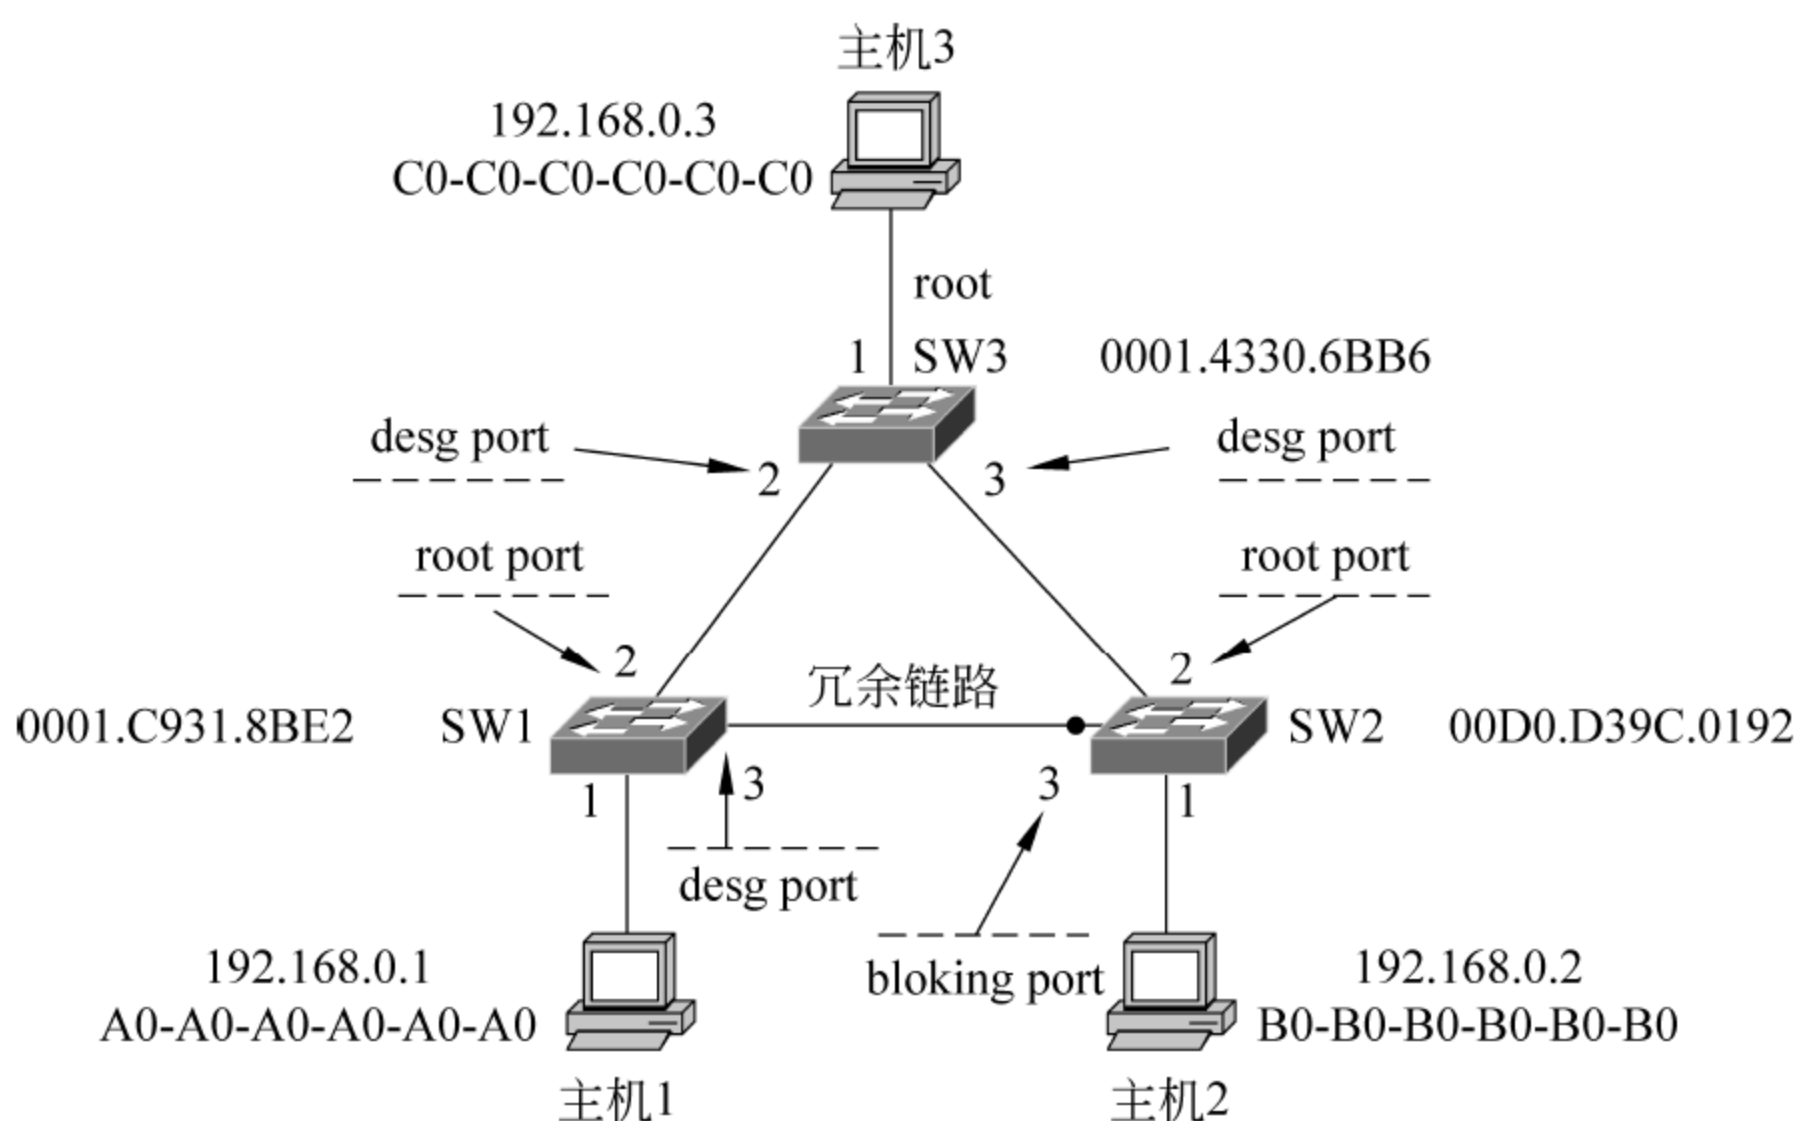 主机3
192.168.0.3
C0-C0-C0-C0-C0-C0
root
1
SW3
0001.4330.6BB6
desg port
2
3
desg port
root port
2
root port
2
冗余链路
0001.C931.8BE2
SW1
SW2
00D0.D39C.0192
1
3
desg port
3
bloking port
1
192.168.0.1
A0-A0-A0-A0-A0-A0
主机1
192.168.0.2
B0-B0-B0-B0-B0-B0
主机2